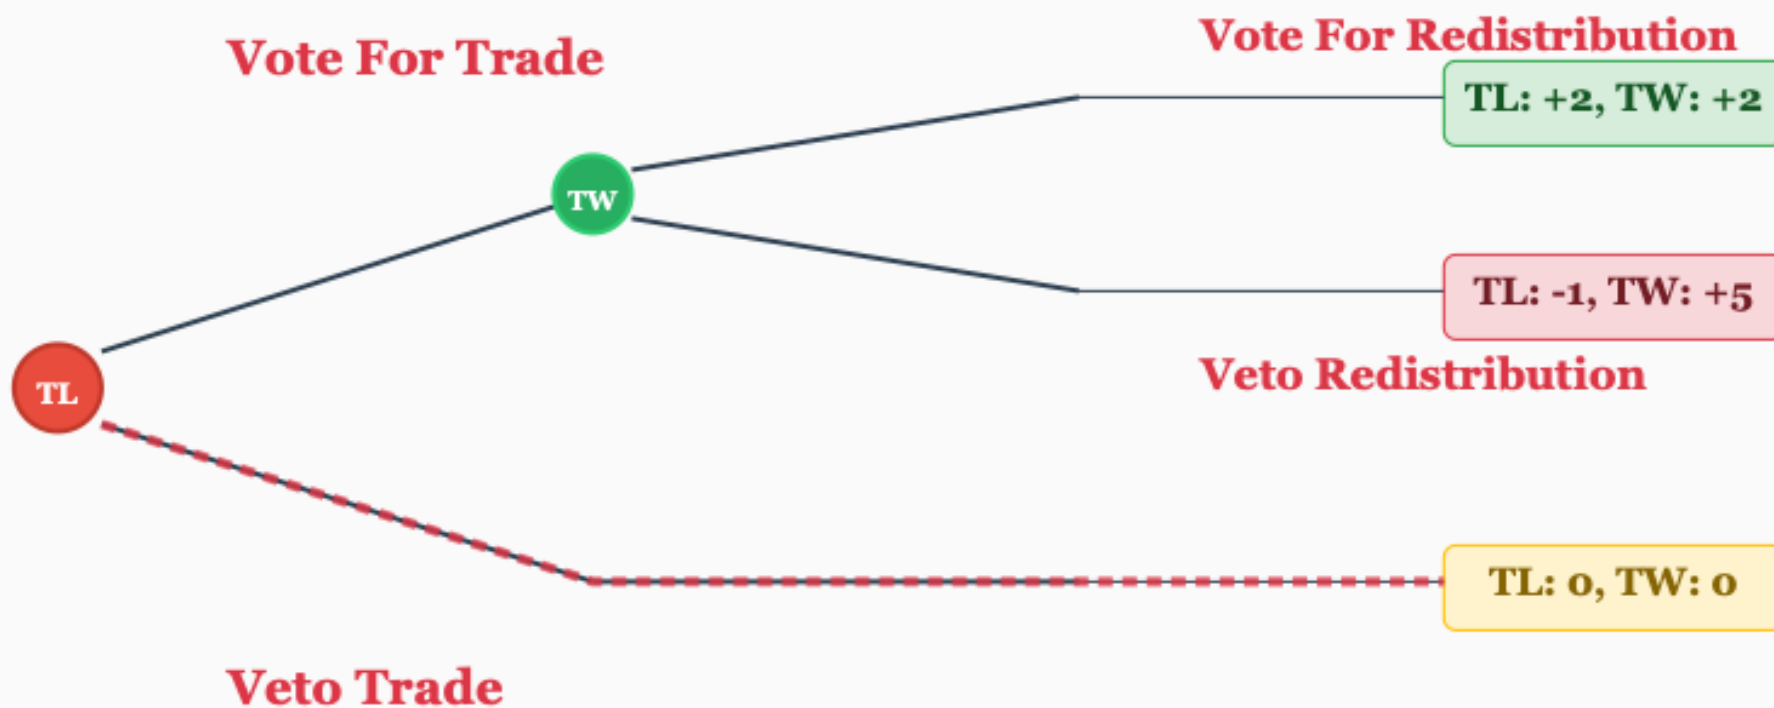 Vote For Redistribution
Vote For Trade
TL: +2, TW: +2
TW
TL: -1, TW: +5
Veto Redistribution
TL
TL: 0, TW: 0
Veto Trade